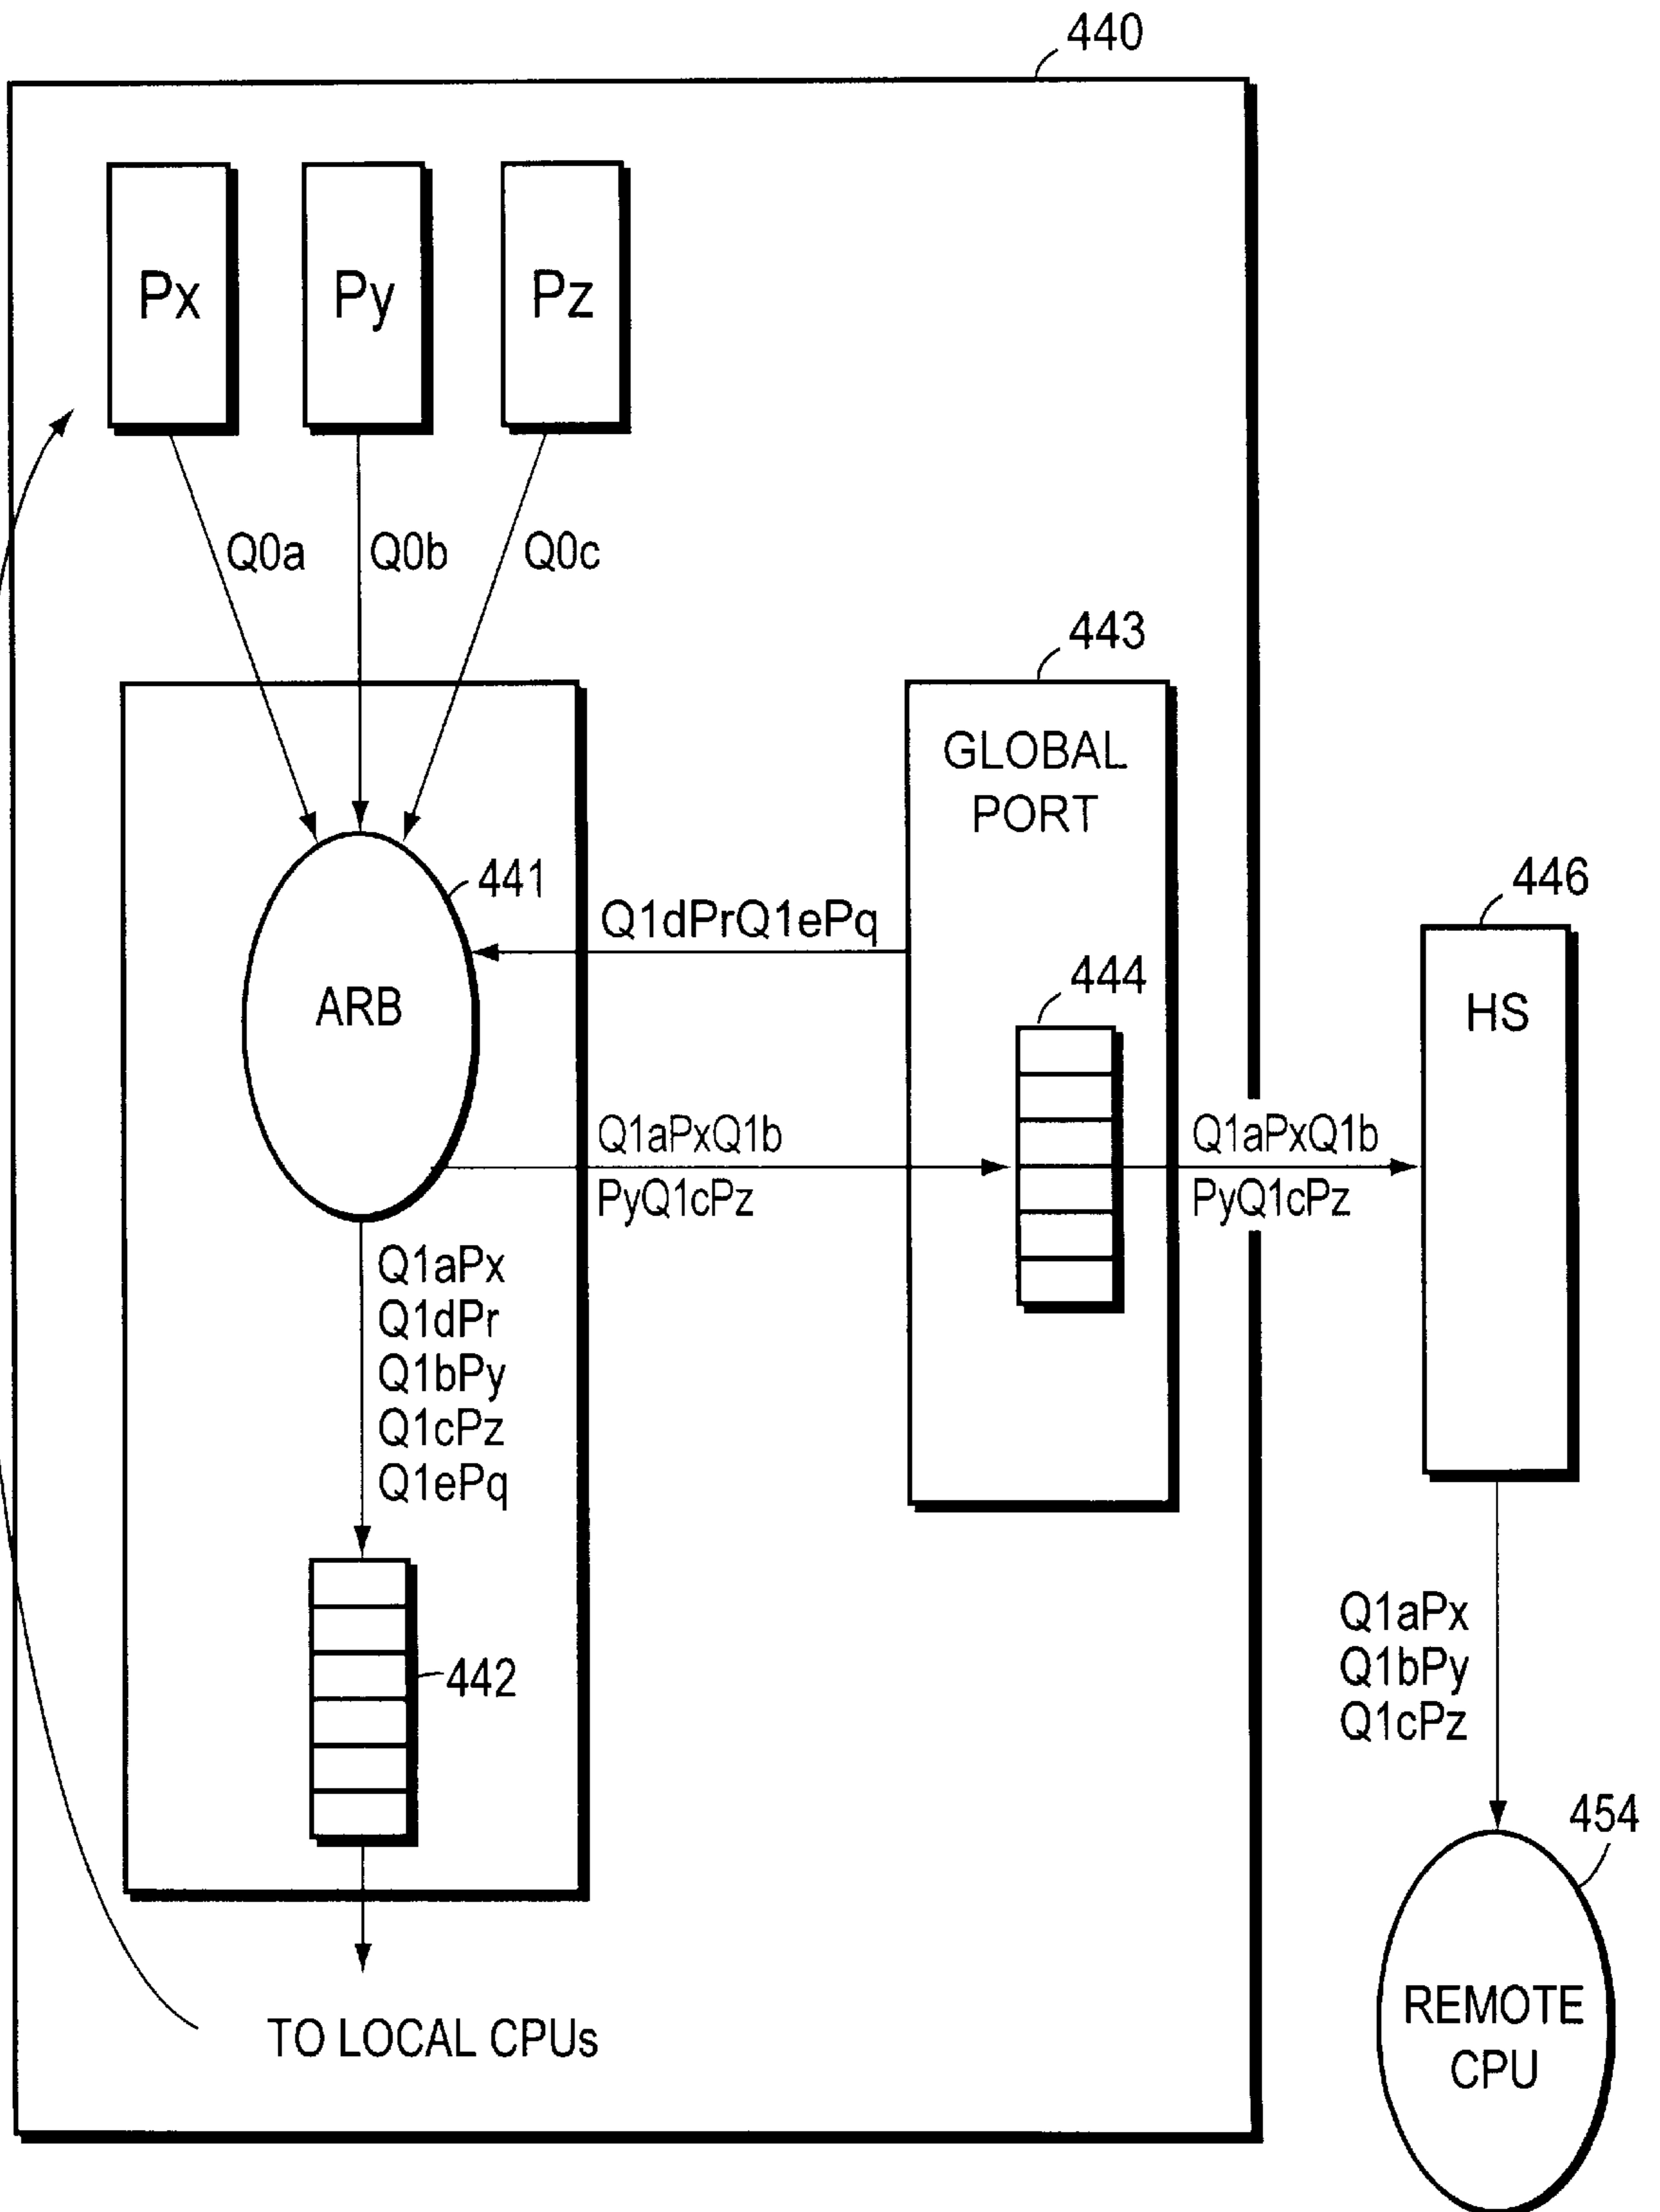 440
Px
Py
Pz
Q0a
Q0b
Q0c
443
GLOBAL
PORT
441
446
Q1dPrQ1ePq
444
ARB
HS
Q1aPxQ1b
PyQ1cPz
Q1aPxQ1b
PyQ1cPz
Q1aPx
Q1dPr
Q1bPy
Q1cPz
Q1ePq
442
Q1aPx
Q1bPy
Q1cPz
454
REMOTE
CPU
TO LOCAL CPUs